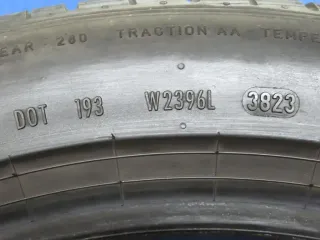 EAR 280 TRACTION AA TEMPE
DOT 193 W2396L 3823